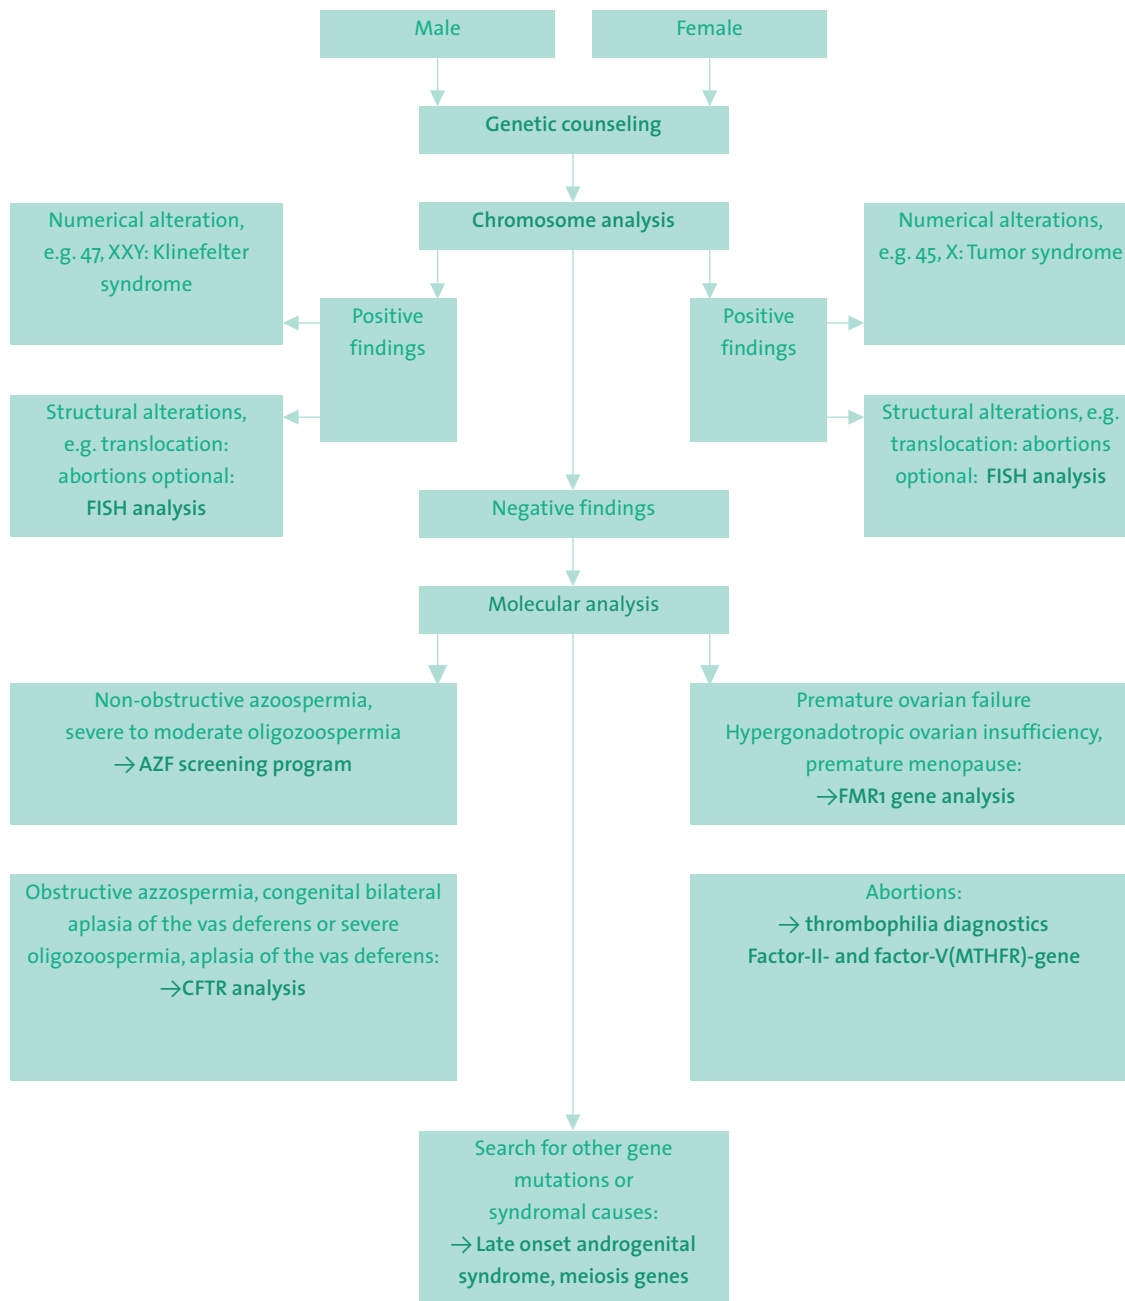 Male
Female
Genetic counseling
Chromosome analysis
Numerical alteration,
e.g. 47, XXY: Klinefelter
syndrome
Numerical alterations,
e.g. 45, X: Tumor syndrome
Positive
findings
Positive
findings
Structural alterations,
e.g. translocation:
abortions optional:
FISH analysis
Structural alterations, e.g.
translocation: abortions
optional: FISH analysis
Negative findings
Molecular analysis
Non-obstructive azoospermia,
severe to moderate oligozoospermia
→ AZF screening program
Premature ovarian failure
Hypergonadotropic ovarian insufficiency,
premature menopause:
→FMR1 gene analysis
Obstructive azzospermia, congenital bilateral
aplasia of the vas deferens or severe
oligozoospermia, aplasia of the vas deferens:
→CFTR analysis
Abortions:
→ thrombophilia diagnostics
Factor-II- and factor-V(MTHFR)-gene
Search for other gene
mutations or
syndromal causes:
→ Late onset androgenital
syndrome, meiosis genes